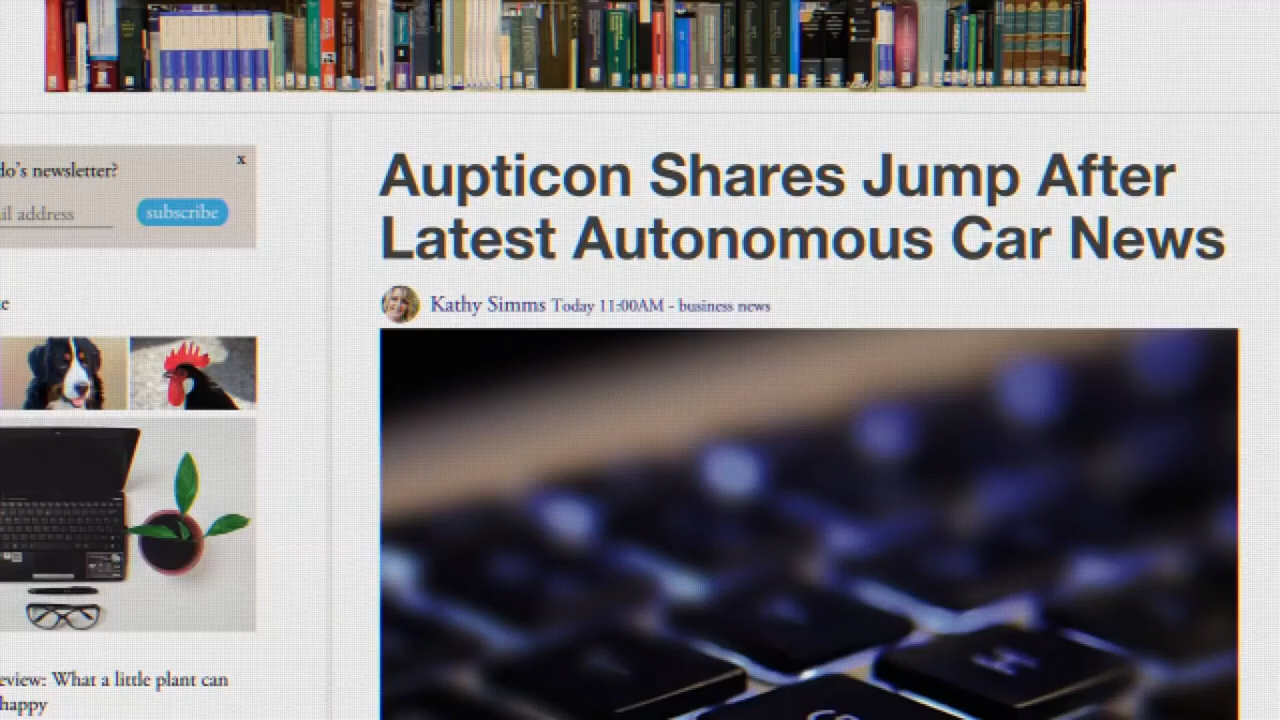 do's newsletter?
x
il address
subscribe
Aupticon Shares Jump After
Latest Autonomous Car News
Kathy Simms Today 11:00AM - business news
e
eview: What a little plant can
happy